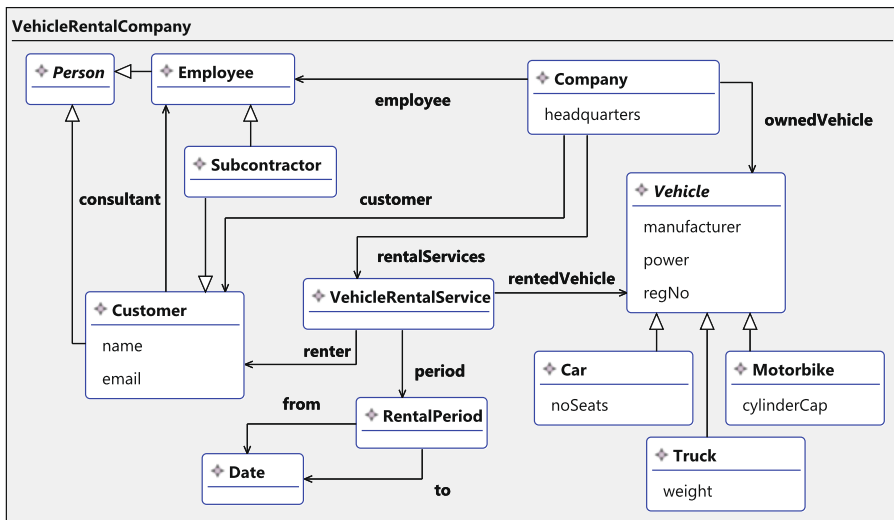 VehicleRentalCompany
Person
Employee
Company
headquarters
employee
ownedVehicle
Subcontractor
consultant
customer
Vehicle
manufacturer
power
regNo
rentalServices
rentedVehicle
VehicleRentalService
Customer
name
email
renter
period
Car
noSeats
Motorbike
cylinderCap
from
RentalPeriod
Truck
weight
Date
to